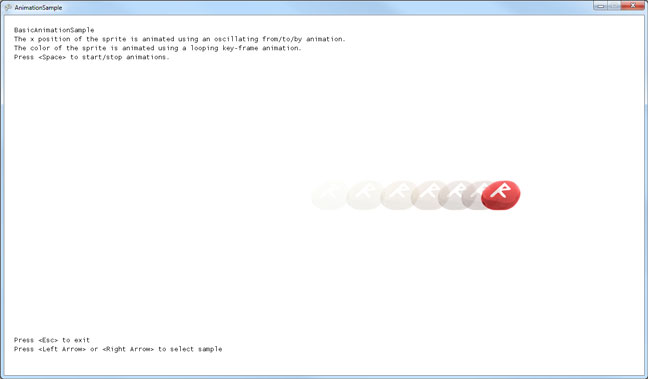 AnimationSample
BasicAnimationSample
The x position of the sprite is animated using an oscillating from/to/by animation.
The color of the sprite is animated using a looping key-frame animation.
Press <Space> to start/stop animations.
Press <Esc> to exit
Press <Left Arrow> or <Right Arrow> to select sample